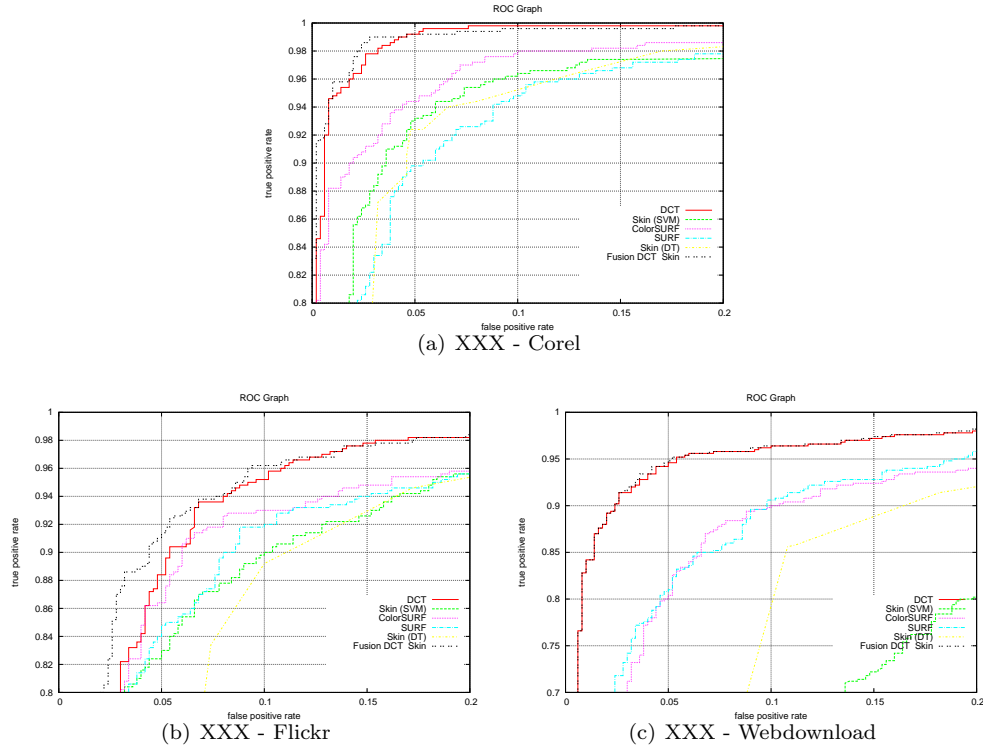 ROC Graph
1
0.98
0.96
0.94
0.92
0.9
0.88
0.86
0.84
0.82
0.8
true positive rate
DCT
Skin (SVM)
ColorSURF
SURF
Skin (DT)
Fusion DCT Skin
0 0.05 0.1 0.15 0.2
false positive rate
(a) XXX - Corel
ROC Graph
1
0.98
0.96
0.94
0.92
0.9
0.88
0.86
0.84
0.82
0.8
true positive rate
DCT
Skin (SVM)
ColorSURF
SURF
Skin (DT)
Fusion DCT Skin
0 0.05 0.1 0.15 0.2
false positive rate
(b) XXX - Flickr
ROC Graph
1
0.95
0.9
0.85
0.8
0.75
0.7
true positive rate
DCT
Skin (SVM)
ColorSURF
SURF
Skin (DT)
Fusion DCT Skin
0 0.05 0.1 0.15 0.2
false positive rate
(c) XXX - Webdownload